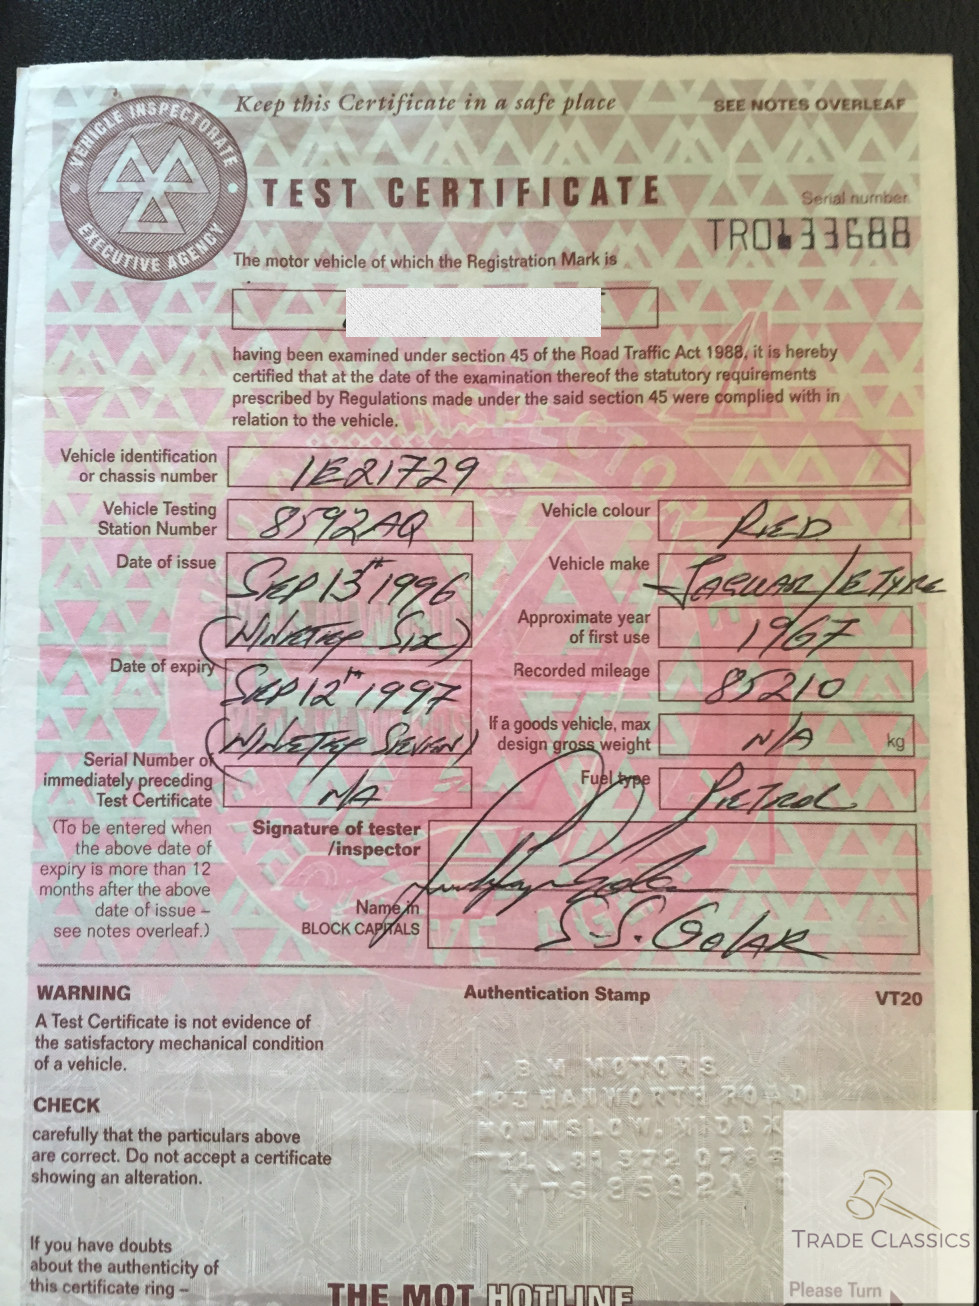 Keep this Certificate in a safe place
SEE NOTES OVERLEAF
VEHICLE INSPECTORATE
EXECUTIVE AGENCY
TEST CERTIFICATE
Serial number
TR0133688
The motor vehicle of which the Registration Mark is
having been examined under section 45 of the Road Traffic Act 1988, it is hereby
certified that at the date of the examination thereof the statutory requirements
prescribed by Regulations made under the said section 45 were complied with in
relation to the vehicle.
Vehicle identification
or chassis number
1E21729
Vehicle Testing
Station Number
8592AQ
Vehicle colour
RED
Date of issue
SEP 13th 1996
(NINETEP SIX)
Vehicle make
JAGUAR/E TYPE
Approximate year
of first use
1967
Date of expiry
SEP 12th 1997
(NINETEP SEVEN)
Recorded mileage
85210
If a goods vehicle, max
design gross weight
N/A
kg
Serial Number of
immediately preceding
Test Certificate
N/A
Fuel type
PETROL
(To be entered when
the above date of
expiry is more than 12
months after the above
date of issue –
see notes overleaf.)
Signature of tester
/inspector
Name in
BLOCK CAPITALS
S.S. GOLAR
WARNING
Authentication Stamp
VT20
A Test Certificate is not evidence of
the satisfactory mechanical condition
of a vehicle.
CHECK
carefully that the particulars above
are correct. Do not accept a certificate
showing an alteration.
A B M MOTORS
HANWORTH ROAD
HOUNSLOW, MIDDX
If you have doubts
about the authenticity of
this certificate ring –
THE MOT HOTLINE
TRADE CLASSICS
Please Turn